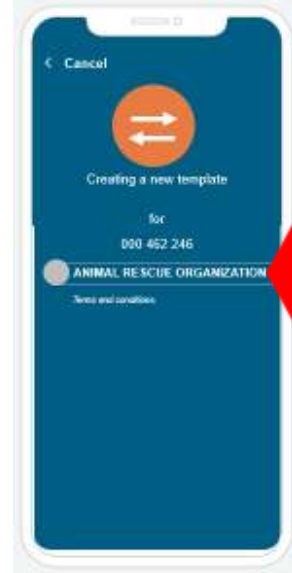 < Cancel
Creating a new template
for
000 462 246
ANIMAL RESCUE ORGANIZATION
Terms and conditions